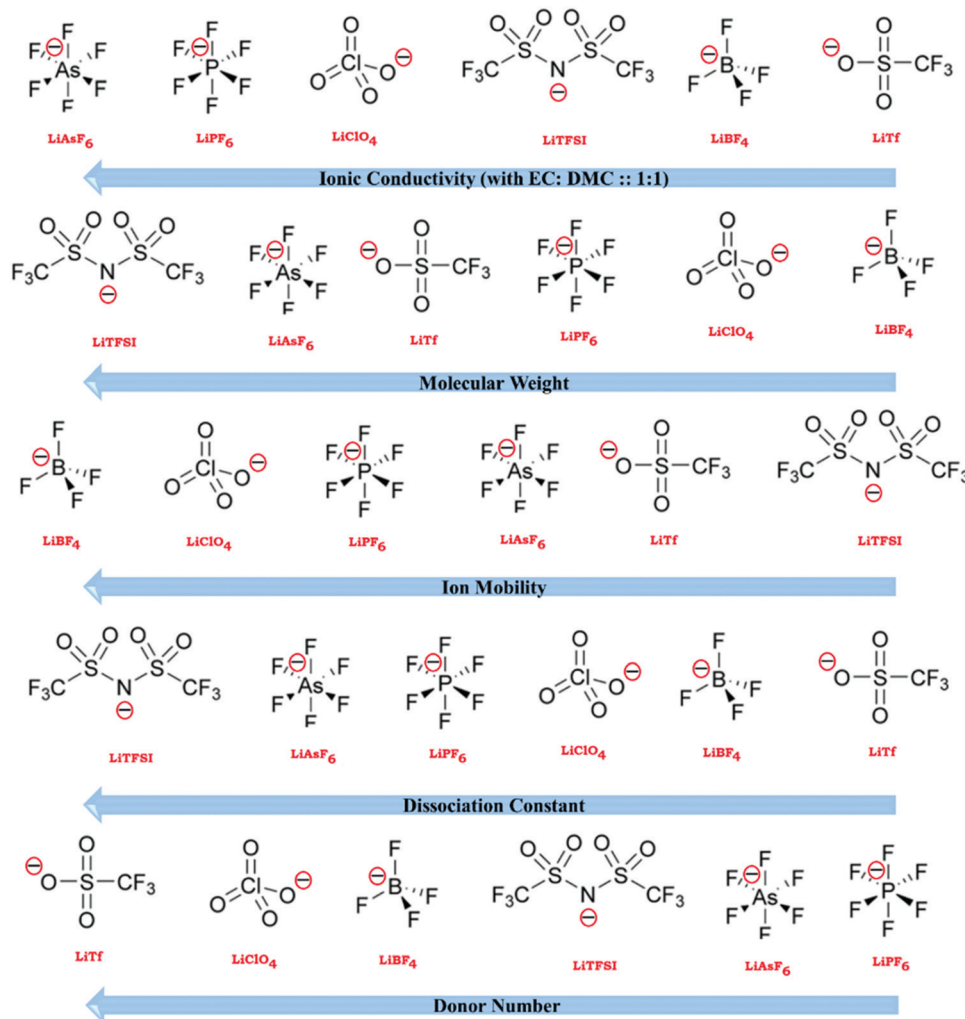 LiAsF6 LiPF6 LiClO4 LiTFSI LiBF4 LiTf
Ionic Conductivity (with EC: DMC :: 1:1)
LiTFSI LiAsF6 LiTf LiPF6 LiClO4 LiBF4
Molecular Weight
LiBF4 LiClO4 LiPF6 LiAsF6 LiTf LiTFSI
Ion Mobility
LiTFSI LiAsF6 LiPF6 LiClO4 LiBF4 LiTf
Dissociation Constant
LiTf LiClO4 LiBF4 LiTFSI LiAsF6 LiPF6
Donor Number